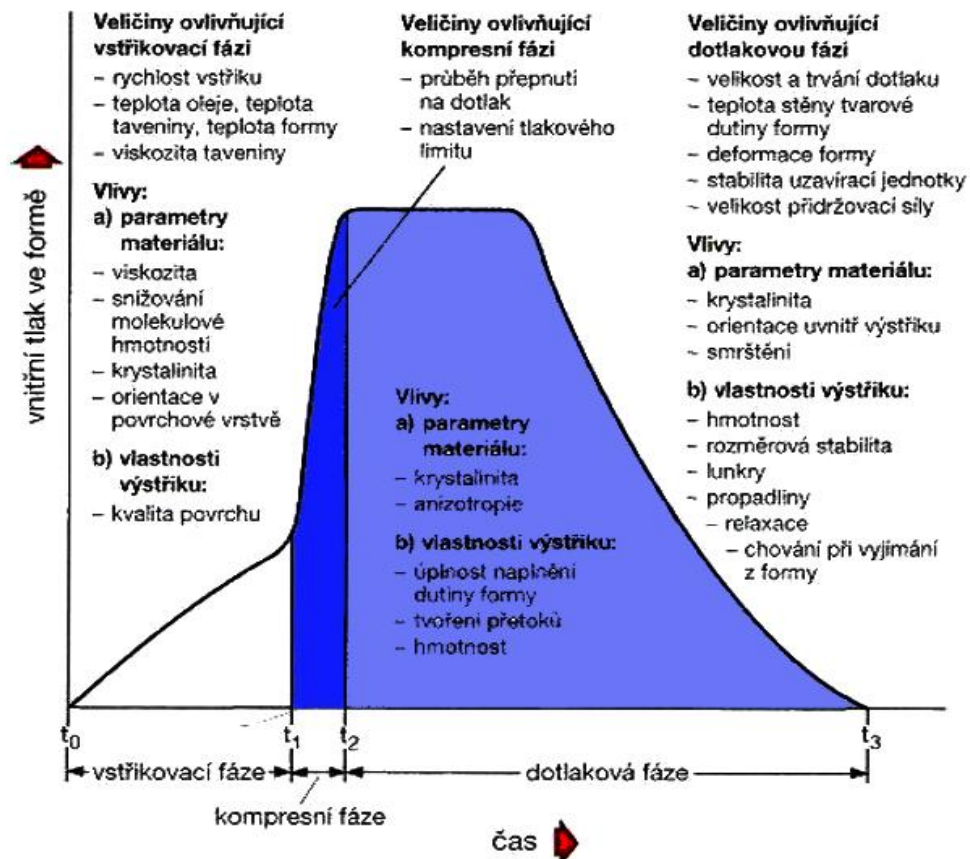 Veličiny ovlivňující
vstřikovací fázi
– rychlost vstřiku
– teplota oleje, teplota
taveniny, teplota formy
– viskozita taveniny
Vlivy:
a) parametry
materiálu:
– viskozita
– snižování
molekulové
hmotnosti
– krystalinita
– orientace v
povrchové vrstvě
b) vlastnosti
výstřiku:
– kvalita povrchu
Veličiny ovlivňující
kompresní fázi
– průběh přepnutí
na dotlak
– nastavení tlakového
limitu
Vlivy:
a) parametry
materiálu:
– krystalinita
– anizotropie
b) vlastnosti výstřiku:
– úplnost naplnění
dutiny formy
– tvoření přetoků
– hmotnost
Veličiny ovlivňující
dotlakovou fázi
– velikost a trvání dotlaku
– teplota stěny tvarové
dutiny formy
– deformace formy
– stabilita uzavírací jednotky
– velikost přidržovací síly
Vlivy:
a) parametry materiálu:
– krystalinita
– orientace uvnitř výstřiku
– smrštění
b) vlastnosti výstřiku:
– hmotnost
– rozměrová stabilita
– lunkry
– propadliny
– relaxace
– chování při vyjímání
z formy
vnitřní tlak ve formě
t0
t1
t2
t3
vstřikovací fáze
dotlaková fáze
kompresní fáze
čas